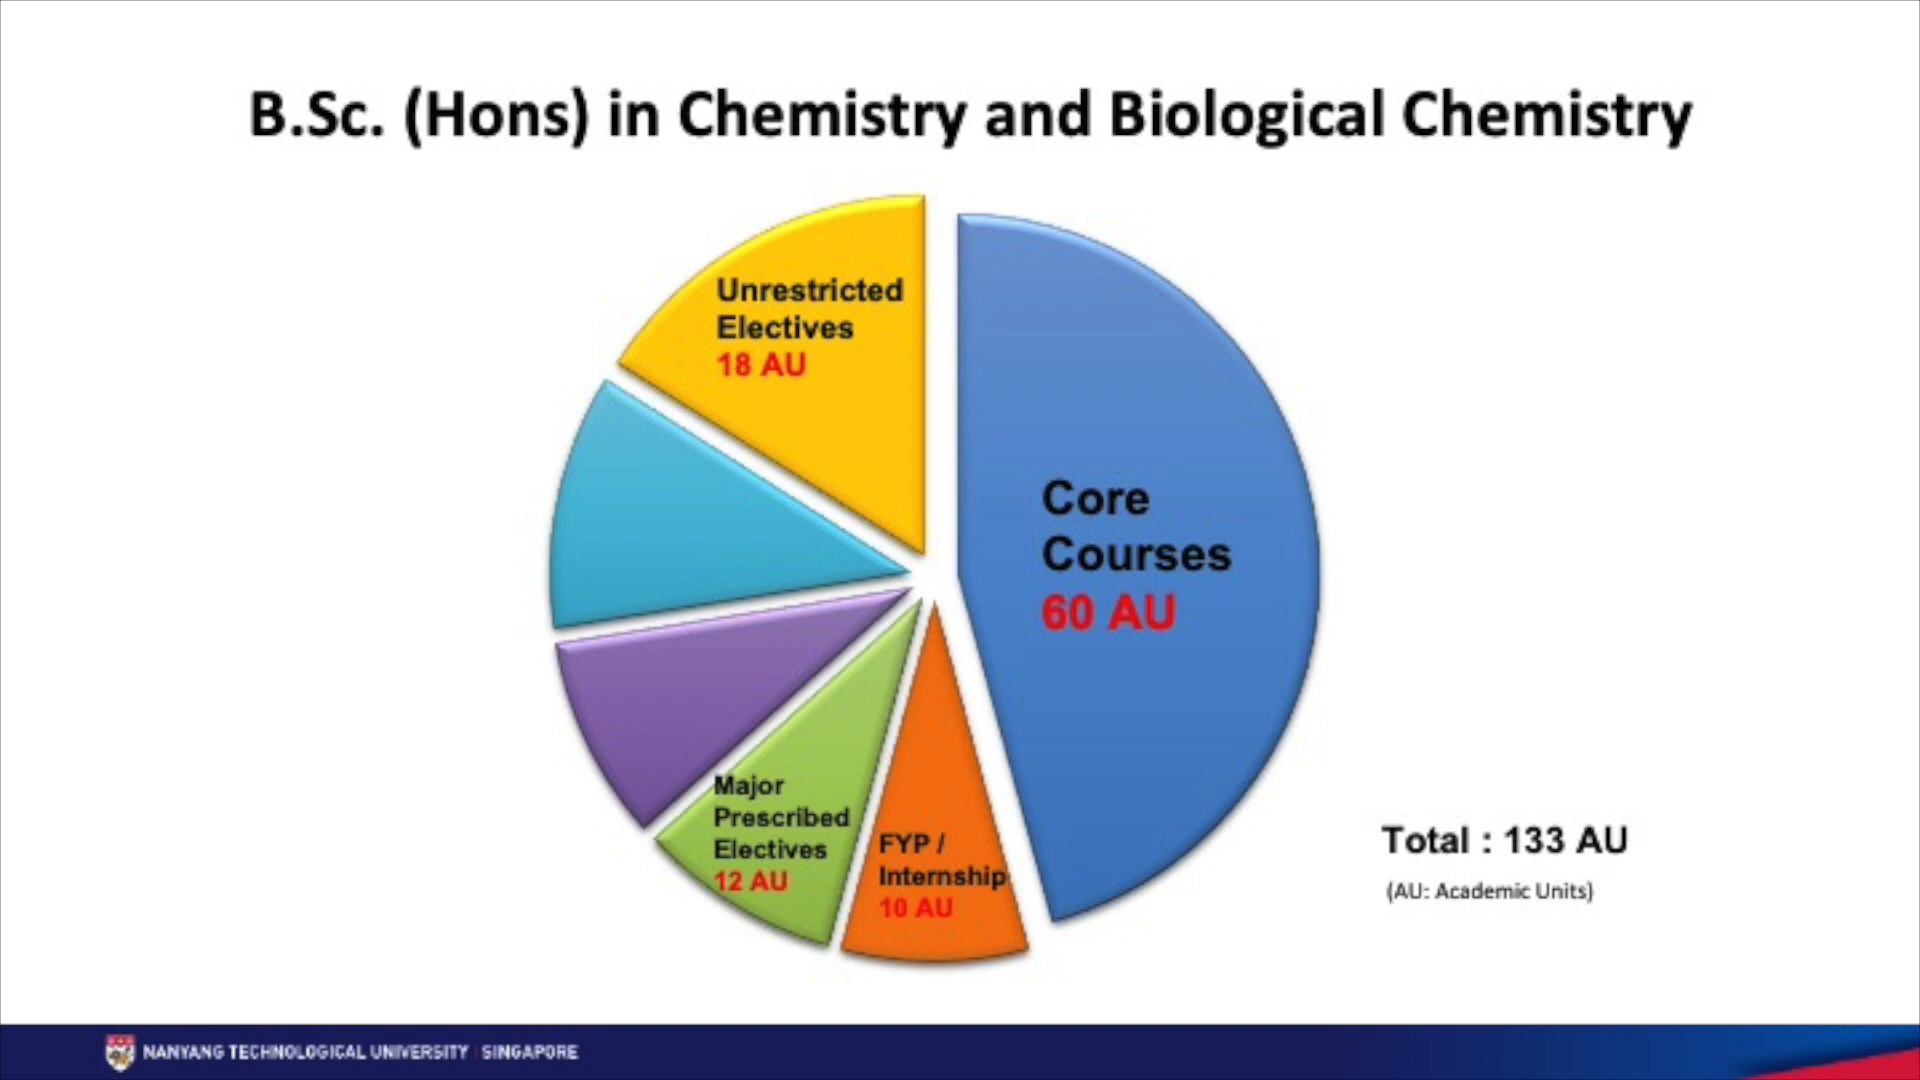 B.Sc. (Hons) in Chemistry and Biological Chemistry
Unrestricted
Electives
18 AU
Core
Courses
60 AU
Major
Prescribed
Electives
12 AU
FYP /
Internship
10 AU
Total : 133 AU
(AU: Academic Units)
NANYANG TECHNOLOGICAL UNIVERSITY | SINGAPORE